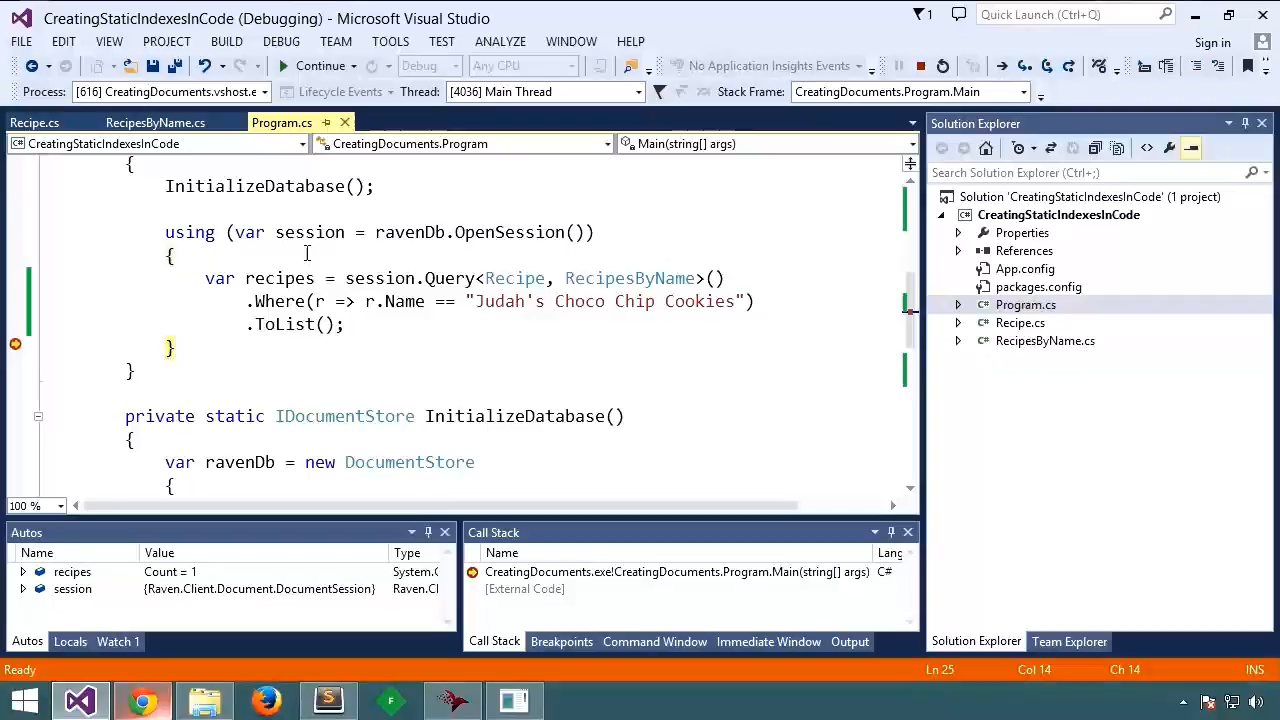 CreatingStaticIndexesInCode (Debugging) - Microsoft Visual Studio
1
Quick Launch (Ctrl+Q)
FILE EDIT VIEW PROJECT BUILD DEBUG TEAM TOOLS TEST ANALYZE WINDOW HELP
Sign in
Continue Debug Any CPU No Application Insights Events
Process: [616] CreatingDocuments.vshost.e Lifecycle Events Thread: [4036] Main Thread Stack Frame: CreatingDocuments.Program.Main
Recipe.cs RecipesByName.cs Program.cs
CreatingStaticIndexesInCode CreatingDocuments.Program Main(string[] args)
{
InitializeDatabase();
using (var session = ravenDb.OpenSession())
{
var recipes = session.Query<Recipe, RecipesByName>()
.Where(r => r.Name == "Judah's Choco Chip Cookies")
.ToList();
}
}
private static IDocumentStore InitializeDatabase()
{
var ravenDb = new DocumentStore
{
100 %
Solution Explorer
Search Solution Explorer (Ctrl+;)
Solution 'CreatingStaticIndexesInCode' (1 project)
CreatingStaticIndexesInCode
Properties
References
App.config
packages.config
Program.cs
Recipe.cs
RecipesByName.cs
Autos
Name Value Type
recipes Count = 1 System.C
session {Raven.Client.Document.DocumentSession} Raven.Cl
Autos Locals Watch 1
Call Stack
Name Lang
CreatingDocuments.exe!CreatingDocuments.Program.Main(string[] args) C#
[External Code]
Call Stack Breakpoints Command Window Immediate Window Output
Solution Explorer Team Explorer
Ready Ln 25 Col 14 Ch 14 INS